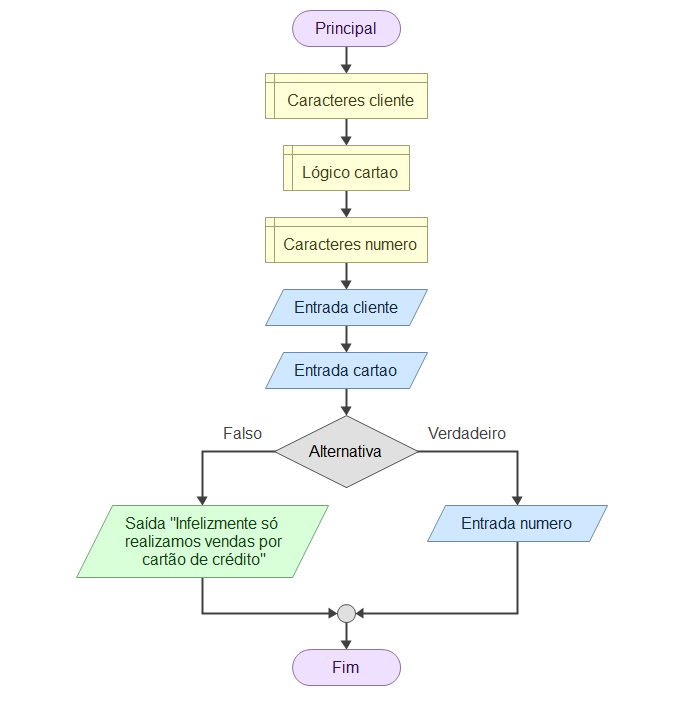 Principal
Caracteres cliente
Lógico cartao
Caracteres numero
Entrada cliente
Entrada cartao
Falso
Verdadeiro
Alternativa
Saída "Infelizmente só
realizamos vendas por
cartão de crédito"
Entrada numero
Fim